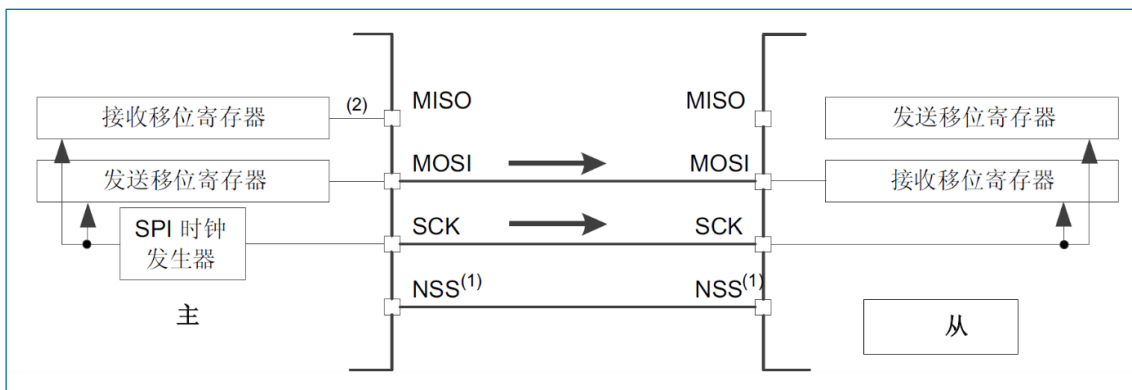 MISO
MISO
(2)
接收移位寄存器
发送移位寄存器
MOSI
MOSI
发送移位寄存器
接收移位寄存器
SPI 时钟
发生器
SCK
SCK
NSS(1)
NSS(1)
主
从